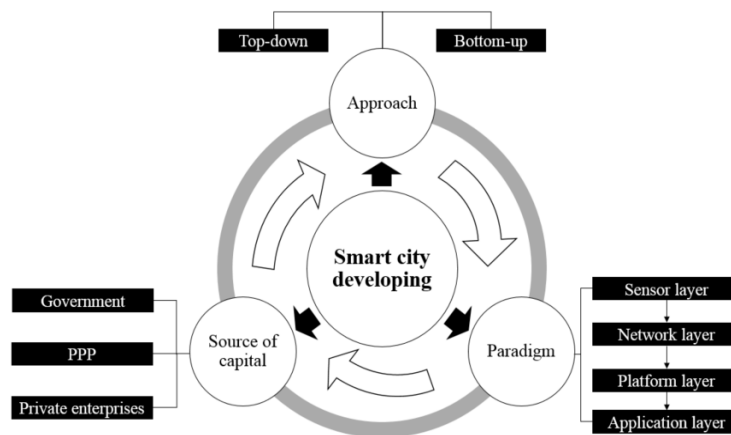 Top-down
Bottom-up
Approach
Smart city
developing
Government
PPP
Private enterprises
Source of
capital
Paradigm
Sensor layer
Network layer
Platform layer
Application layer